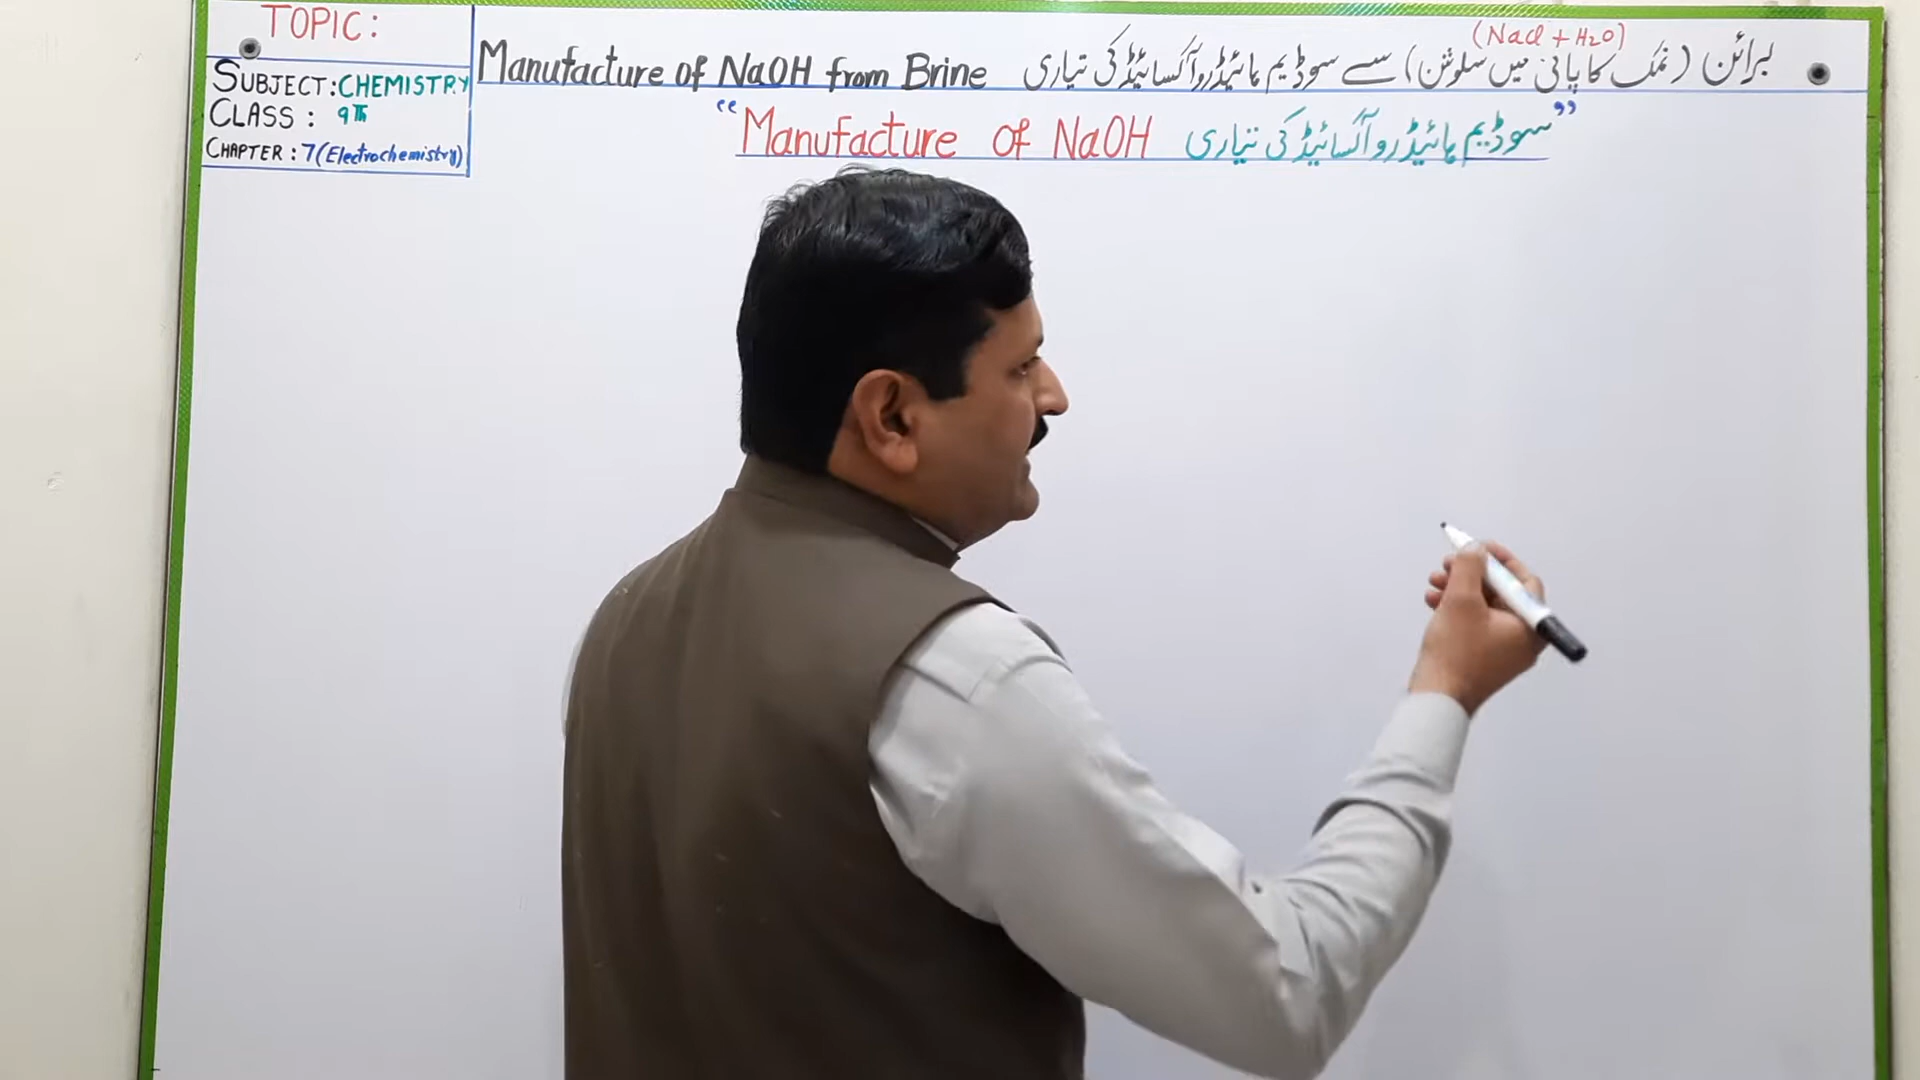 TOPIC:
SUBJECT: CHEMISTRY
CLASS: 9Th
CHAPTER: 7 (Electrochemistry)
(Nacl + H2O)
Manufacture of NaOH from Brine برائن (نمک کا پانی میں سلوشن) سے سوڈیم ہائیڈروآکسائیڈ کی تیاری
“Manufacture of NaOH سوڈیم ہائیڈروآکسائیڈ کی تیاری”